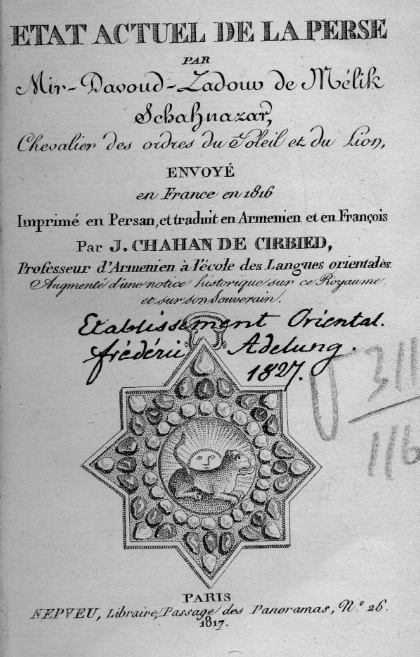 ETAT ACTUEL DE LA PERSE
PAR
Mir-Davoud-Zadour de Mélik
Schahnazar,
Chevalier des ordres du Soleil et du Lion,
ENVOYÉ
en France en 1816
Imprimé en Persan, et traduit en Armenien et en François
Par J. CHAHAN DE CIRBIED,
Professeur d'Armenien à l'école des Langues orientales.
Augmenté d'une notice historique sur ce Royaume
et sur son Souverain.
Etablissement Oriental.
frédéric Adelung.
1827.
311
116
PARIS
NEPVEU, Libraire, Passage des Panoramas, N.º 26.
1817.